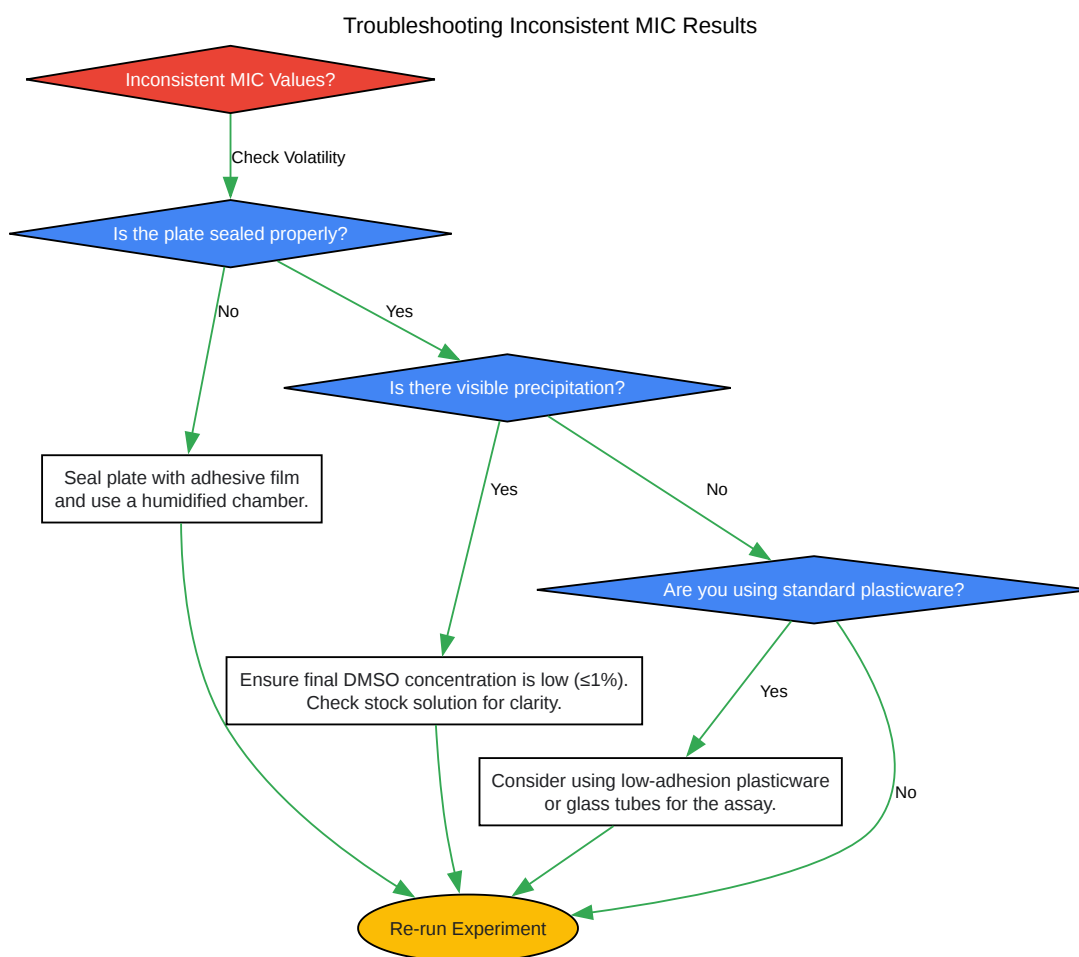 Troubleshooting Inconsistent MIC Results
Inconsistent MIC Values?
Check Volatility
Is the plate sealed properly?
No
Yes
Is there visible precipitation?
Seal plate with adhesive film
and use a humidified chamber.
Yes
No
Are you using standard plasticware?
Ensure final DMSO concentration is low (≤1%).
Check stock solution for clarity.
Yes
Consider using low-adhesion plasticware
or glass tubes for the assay.
No
Re-run Experiment